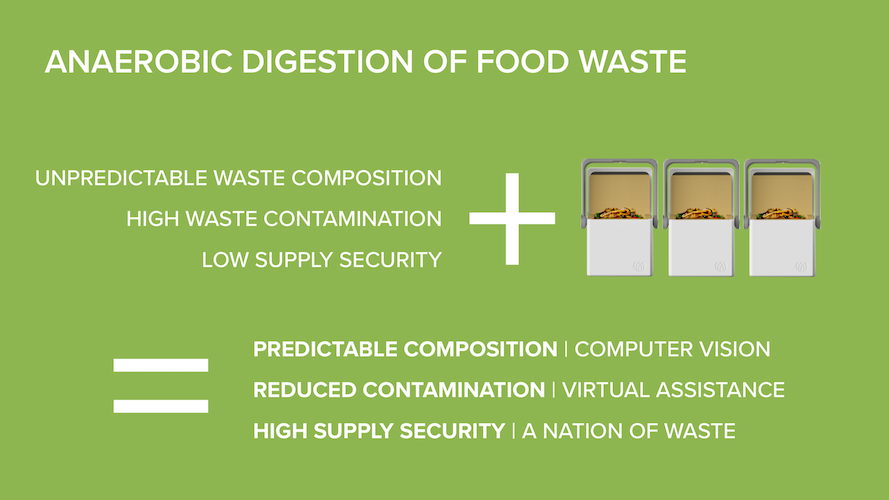 ANAEROBIC DIGESTION OF FOOD WASTE
UNPREDICTABLE WASTE COMPOSITION
HIGH WASTE CONTAMINATION
LOW SUPPLY SECURITY
PREDICTABLE COMPOSITION | COMPUTER VISION
REDUCED CONTAMINATION | VIRTUAL ASSISTANCE
HIGH SUPPLY SECURITY | A NATION OF WASTE